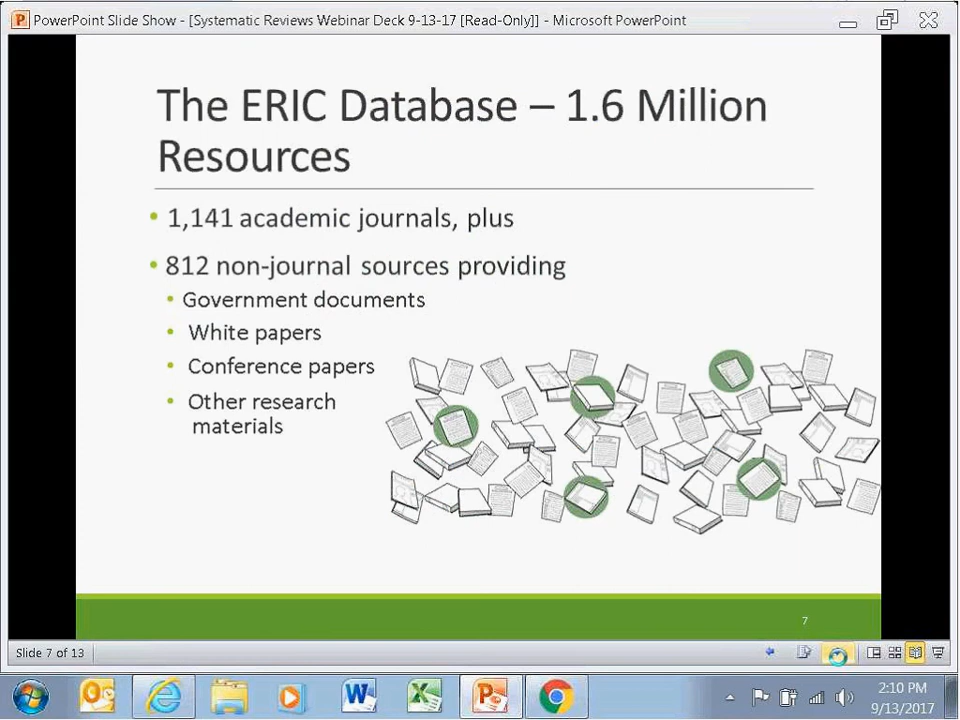 PowerPoint Slide Show - [Systematic Reviews Webinar Deck 9-13-17 [Read-Only]] - Microsoft PowerPoint
The ERIC Database – 1.6 Million
Resources
• 1,141 academic journals, plus
• 812 non-journal sources providing
• Government documents
• White papers
• Conference papers
• Other research
materials
7
Slide 7 of 13
2:10 PM
9/13/2017